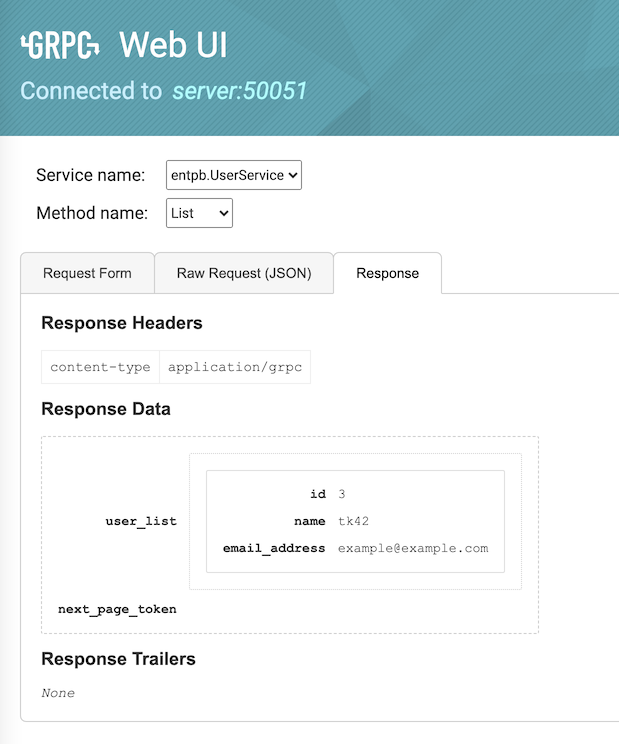 GRPC Web UI
Connected to server:50051
Service name: entpb.UserService
Method name: List
Request Form Raw Request (JSON) Response
Response Headers
content-type application/grpc
Response Data
id 3
user_list name tk42
email_address example@example.com
next_page_token
Response Trailers
None